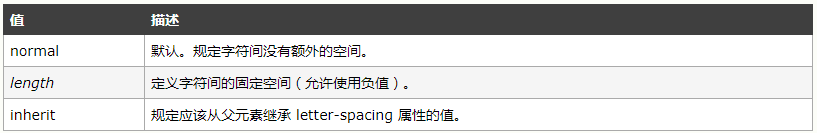 值 描述
normal 默认。规定字符间没有额外的空间。
length 定义字符间的固定空间（允许使用负值）。
inherit 规定应该从父元素继承 letter-spacing 属性的值。